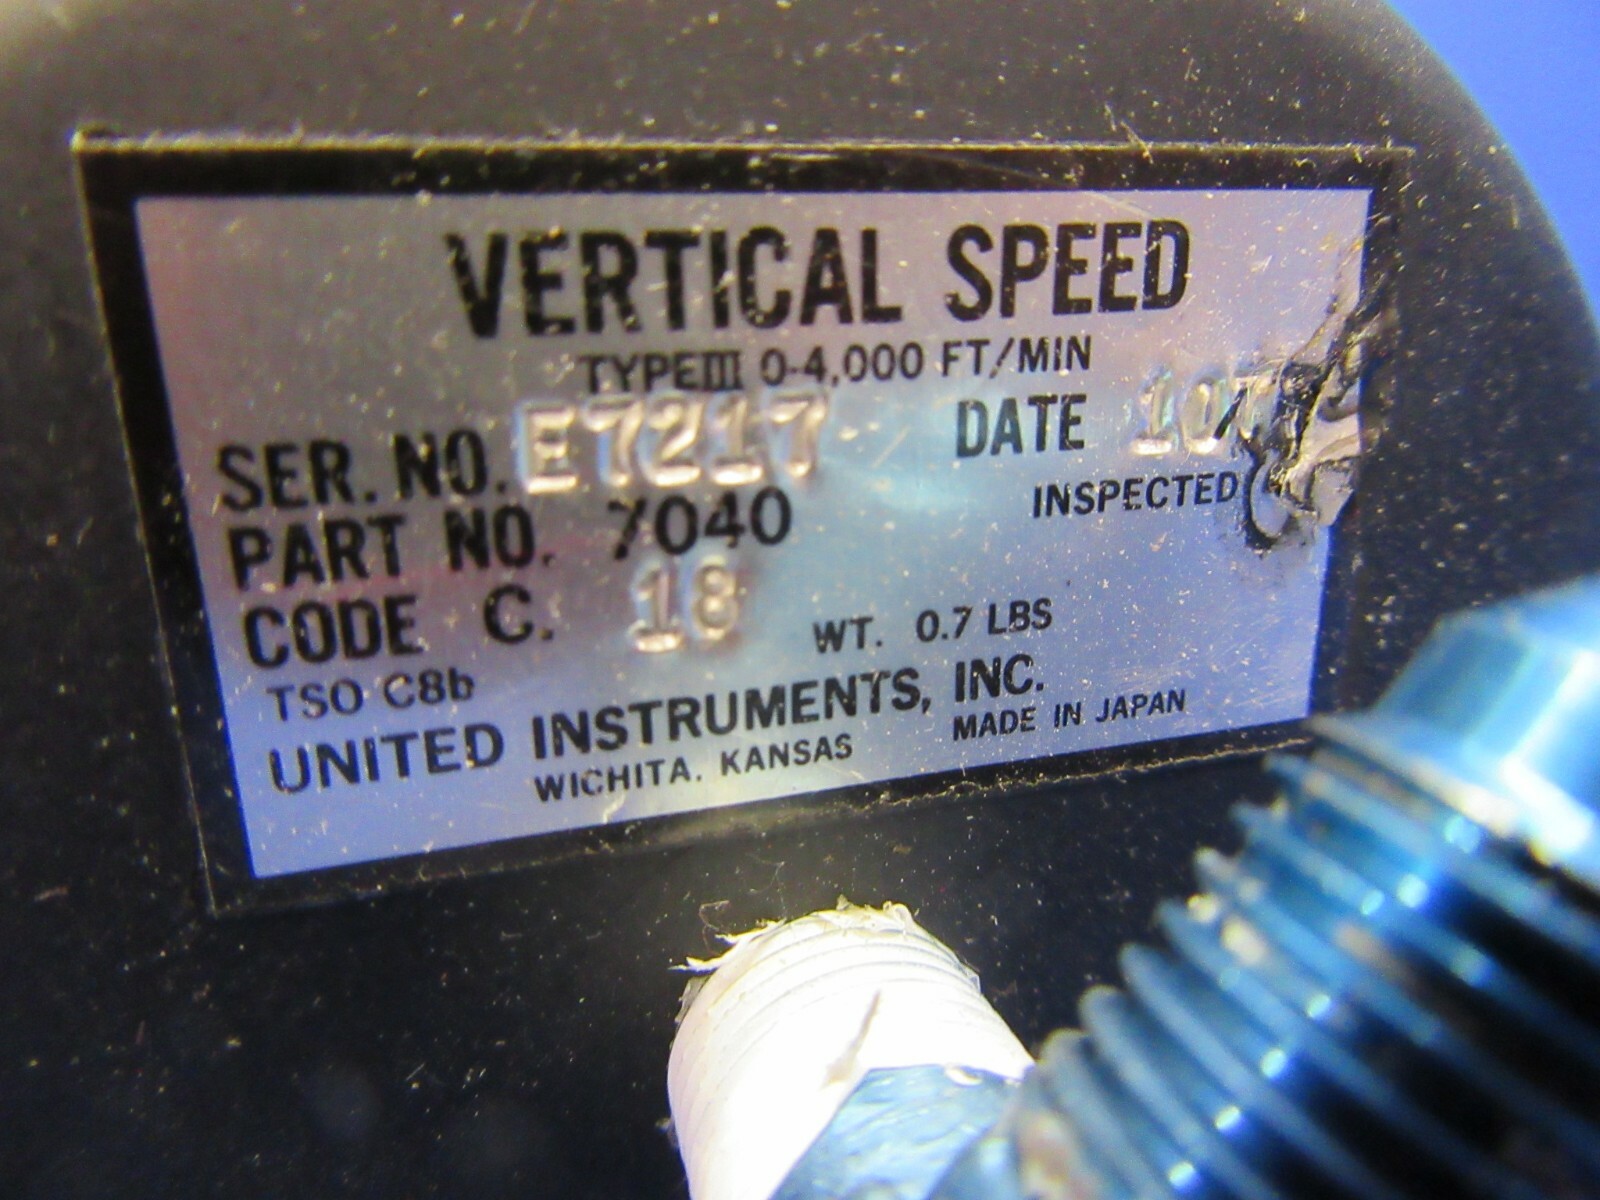 VERTICAL SPEED
TYPE III 0-4,000 FT/MIN
SER. NO. E7217 DATE 10
INSPECTED
PART NO. 7040
CODE C. 18 WT. 0.7 LBS
TSO C8b
UNITED INSTRUMENTS, INC.
WICHITA, KANSAS MADE IN JAPAN